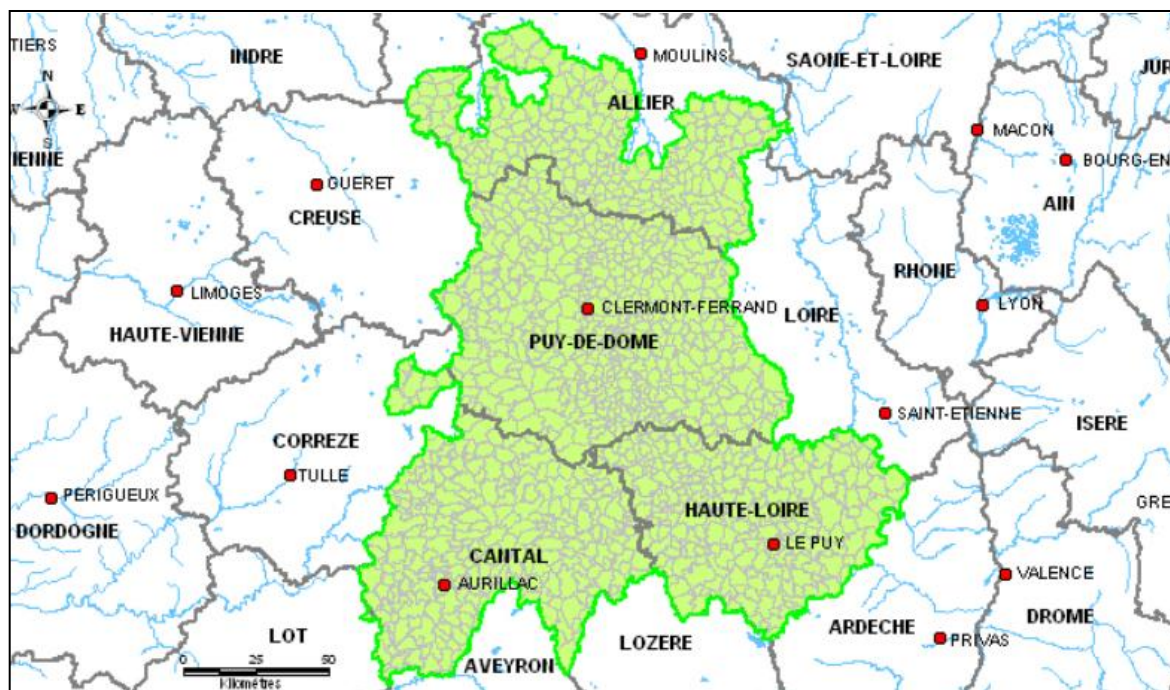 TIERS
INDRE
MOULINS
SAONE-ET-LOIRE
JUR
N
W
E
S
ALLIER
MACON
BOURG-EN
IENNE
GUERET
CREUSE
AIN
RHONE
LIMOGES
CLERMONT-FERRAND
LOIRE
LYON
HAUTE-VIENNE
PUY-DE-DOME
SAINT-ETIENNE
ISERE
CORREZE
TULLE
PERIGUEUX
DORDOGNE
HAUTE-LOIRE
GRE
LE PUY
CANTAL
AURILLAC
VALENCE
DROME
ARDECHE
PRIVAS
LOT
LOZERE
AVEYRON
0 25 50
Kilomètres